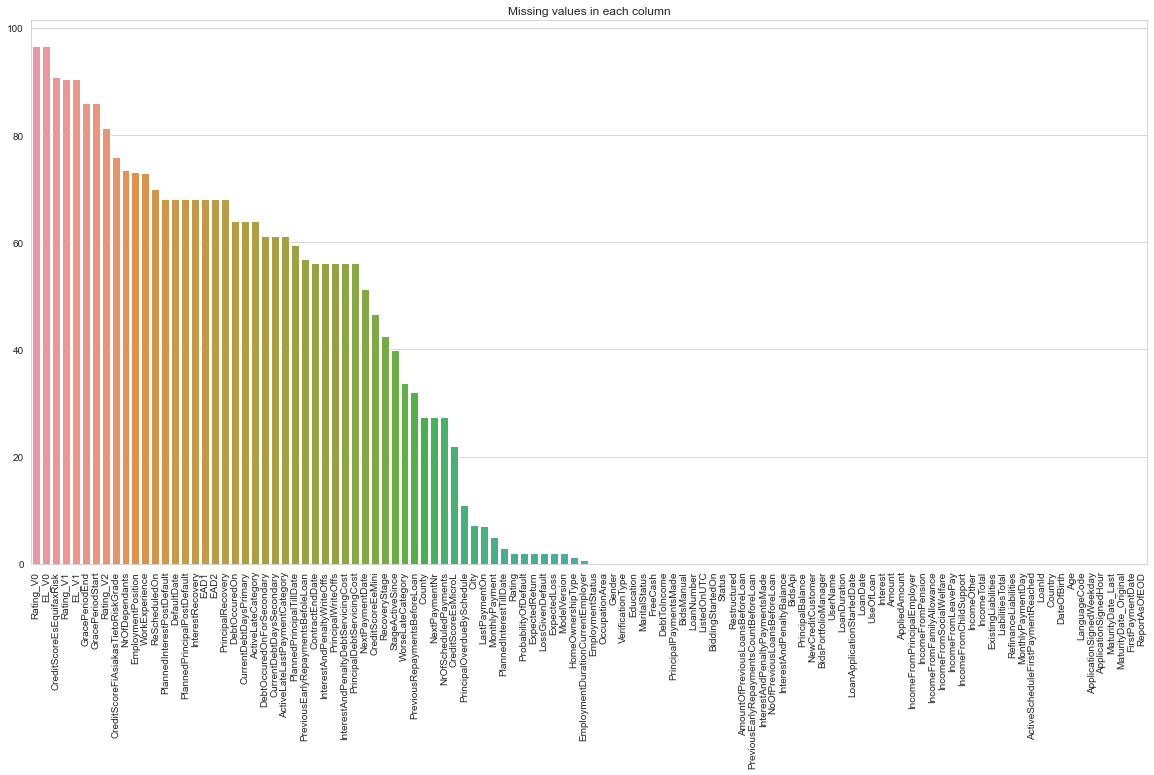 Missing values in each column
100
80
60
40
20
0
Rating_V0
EL_V0
CreditScoreEsEquifaxRisk
Rating_V1
EL_V1
GracePeriodEnd
GracePeriodStart
Rating_V2
CreditScoreFiAsiakasTietoRiskGrade
NrOfDependants
EmploymentPosition
WorkExperience
ReScheduledOn
PlannedInterestPostDefault
DefaultDate
PlannedPrincipalPostDefault
InterestRecovery
EAD1
EAD2
PrincipalRecovery
DebtOccuredOn
CurrentDebtDaysPrimary
ActiveLateCategory
DebtOccuredOnForSecondary
CurrentDebtDaysSecondary
ActiveLateLastPaymentCategory
PlannedPrincipalTillDate
PreviousEarlyRepaymentsBefoleLoan
ContractEndDate
InterestAndPenaltyWriteOffs
PrincipalWriteOffs
InterestAndPenaltyDebtServicingCost
PrincipalDebtServicingCost
NextPaymentDate
CreditScoreEeMini
RecoveryStage
StageActiveSince
WorseLateCategory
PreviousRepaymentsBeforeLoan
County
NextPaymentNr
NrOfScheduledPayments
CreditScoreEsMicroL
PrincipalOverdueBySchedule
City
LastPaymentOn
MonthlyPayment
PlannedInterestTillDate
Rating
ProbabilityOfDefault
ExpectedReturn
LossGivenDefault
ExpectedLoss
ModelVersion
HomeOwnershipType
EmploymentDurationCurrentEmployer
EmploymentStatus
OccupationArea
Gender
VerificationType
Education
MaritalStatus
FreeCash
DebtToIncome
PrincipalPaymentsMade
BidsManual
LoanNumber
ListedOnUTC
BiddingStartedOn
Status
Restructured
AmountOfPreviousLoansBeforeLoan
PreviousEarlyRepaymentsCountBeforeLoan
InterestAndPenaltyPaymentsMade
NoOfPreviousLoansBeforeLoan
InterestAndPenaltyBalance
BidsApi
PrincipalBalance
NewCreditCustomer
BidsPortfolioManager
UserName
LoanDuration
LoanApplicationStartedDate
LoanDate
UseOfLoan
Interest
Amount
AppliedAmount
IncomeFromPrincipalEmployer
IncomeFromPension
IncomeFromFamilyAllowance
IncomeFromSocialWelfare
IncomeFromLeavePay
IncomeFromChildSupport
IncomeOther
IncomeTotal
ExistingLiabilities
LiabilitiesTotal
RefinanceLiabilities
MonthlyPaymentDay
ActiveScheduleFirstPaymentReached
LoanId
Country
DateOfBirth
Age
LanguageCode
ApplicationSignedWeekday
ApplicationSignedHour
MaturityDate_Last
MaturityDate_Original
FirstPaymentDate
ReportAsOfEOD